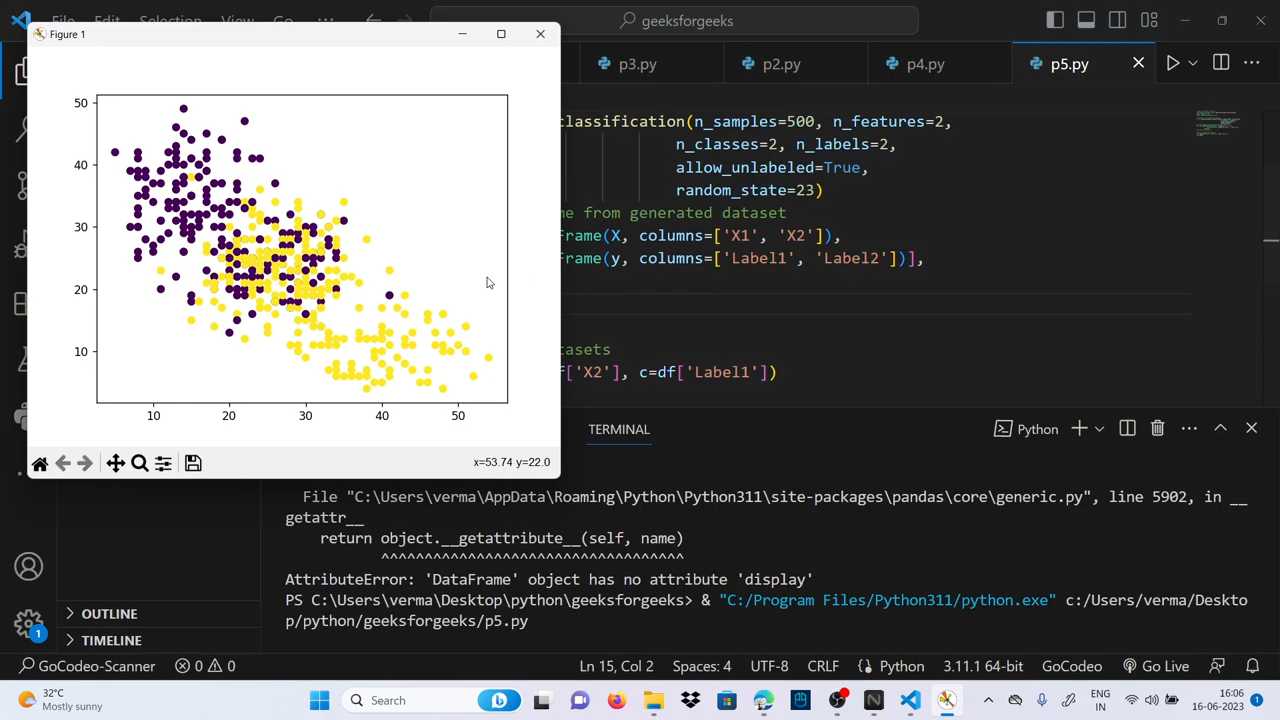 File Edit Selection View Go ...
geeksforgeeks
Figure 1
p3.py
p2.py
p4.py
p5.py
50
40
30
20
10
10 20 30 40 50
x=53.74 y=22.0
classification(n_samples=500, n_features=2,
n_classes=2, n_labels=2,
allow_unlabeled=True,
random_state=23)
me from generated dataset
Frame(X, columns=['X1', 'X2']),
Frame(y, columns=['Label1', 'Label2'])],
asets
f['X2'], c=df['Label1'])
TERMINAL
Python
File "C:\Users\verma\AppData\Roaming\Python\Python311\site-packages\pandas\core\generic.py", line 5902, in __
getattr__
return object.__getattribute__(self, name)
^^^^^^^^^^^^^^^^^^^^^^^^^^^^^^^^^^
AttributeError: 'DataFrame' object has no attribute 'display'
PS C:\Users\verma\Desktop\python\geeksforgeeks> & "C:/Program Files/Python311/python.exe" c:/Users/verma/Deskto
p/python/geeksforgeeks/p5.py
OUTLINE
TIMELINE
1
GoCodeo-Scanner 0 0
Ln 15, Col 2 Spaces: 4 UTF-8 CRLF Python 3.11.1 64-bit GoCodeo Go Live
32°C
Mostly sunny
Search
ENG
IN
16:06
16-06-2023
1